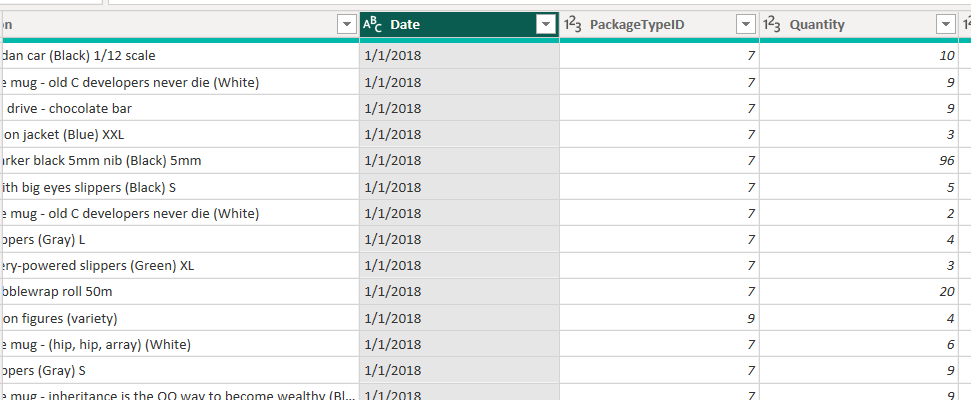 on ABC Date 123 PackageTypeID 123 Quantity
dan car (Black) 1/12 scale 1/1/2018 7 10
e mug - old C developers never die (White) 1/1/2018 7 9
drive - chocolate bar 1/1/2018 7 9
on jacket (Blue) XXL 1/1/2018 7 3
arker black 5mm nib (Black) 5mm 1/1/2018 7 96
ith big eyes slippers (Black) S 1/1/2018 7 5
e mug - old C developers never die (White) 1/1/2018 7 2
ppers (Gray) L 1/1/2018 7 4
ery-powered slippers (Green) XL 1/1/2018 7 3
bblewrap roll 50m 1/1/2018 7 20
on figures (variety) 1/1/2018 9 4
e mug - (hip, hip, array) (White) 1/1/2018 7 6
ppers (Gray) S 1/1/2018 7 9
e mug - inheritance is the OO way to become wealthy (Bl... 1/1/2018 7 9